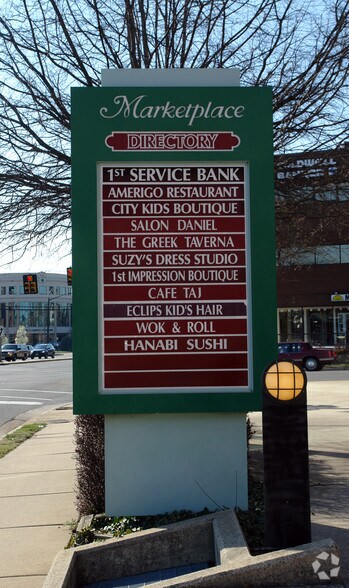 Marketplace
DIRECTORY
1ST SERVICE BANK
AMERIGO RESTAURANT
CITY KIDS BOUTIQUE
SALON DANIEL
THE GREEK TAVERNA
SUZY'S DRESS STUDIO
1st IMPRESSION BOUTIQUE
CAFE TAJ
ECLIPS KID'S HAIR
WOK & ROLL
HANABI SUSHI